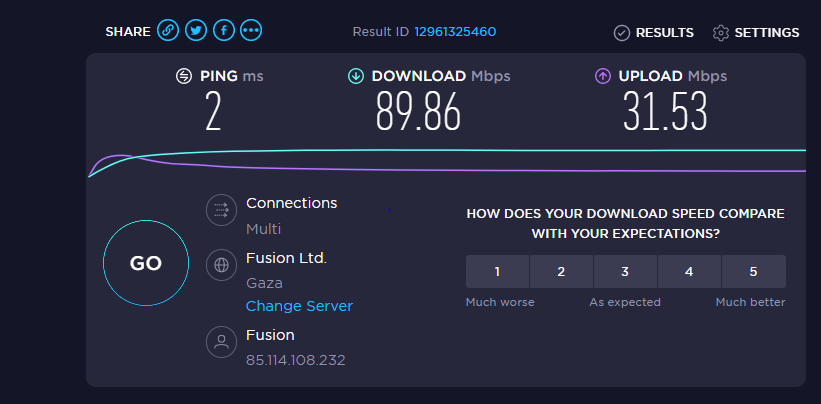 SHARE
Result ID 12961325460
RESULTS
SETTINGS
PING ms
2
DOWNLOAD Mbps
89.86
UPLOAD Mbps
31.53
GO
Connections
Multi
Fusion Ltd.
Gaza
Change Server
Fusion
85.114.108.232
HOW DOES YOUR DOWNLOAD SPEED COMPARE
WITH YOUR EXPECTATIONS?
1 2 3 4 5
Much worse As expected Much better